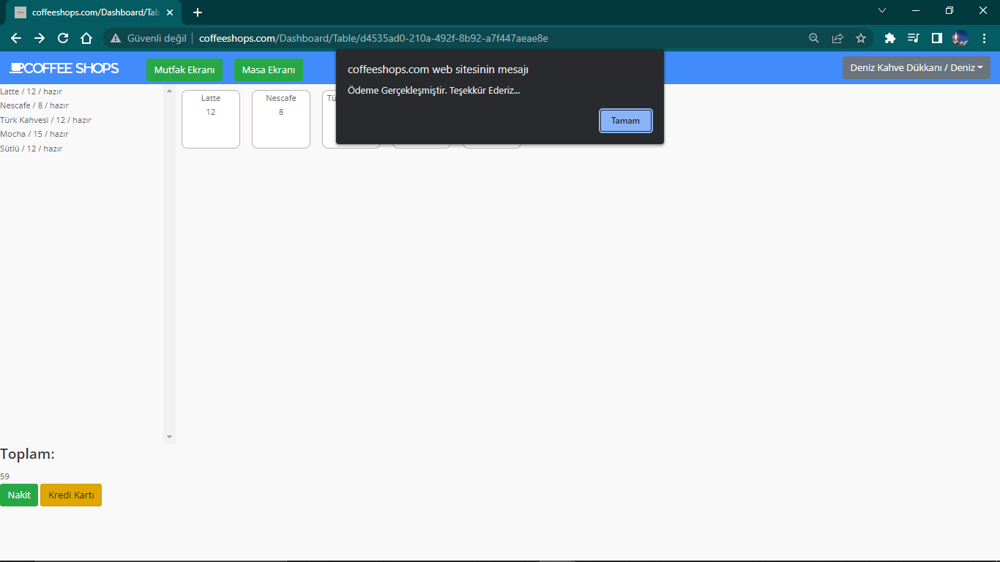 coffeeshops.com/Dashboard/Tab
Güvenli değil
coffeeshops.com/Dashboard/Table/d4535ad0-210a-492f-8b92-a7f447aeae8e
COFFEE SHOPS
Mutfak Ekranı
Masa Ekranı
Deniz Kahve Dükkanı / Deniz
coffeeshops.com web sitesinin mesajı
Ödeme Gerçekleşmiştir. Teşekkür Ederiz...
Tamam
Latte / 12 / hazır
Nescafe / 8 / hazır
Türk Kahvesi / 12 / hazır
Mocha / 15 / hazır
Sütlü / 12 / hazır
Latte
12
Nescafe
8
Tü
Toplam:
59
Nakit
Kredi Kartı